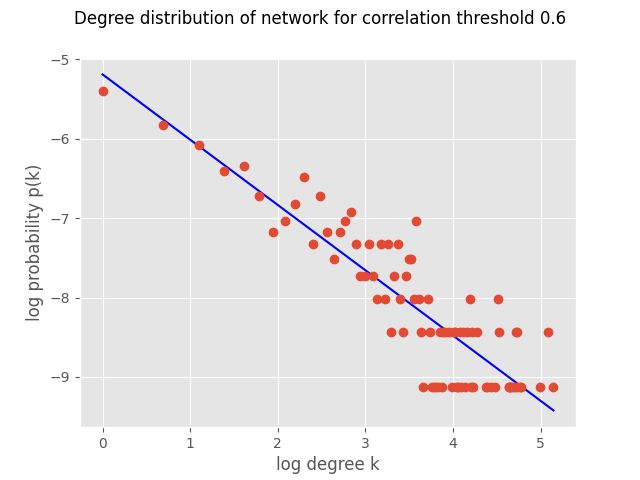 Degree distribution of network for correlation threshold 0.6
−5
−6
−7
−8
−9
log probability p(k)
0 1 2 3 4 5
log degree k